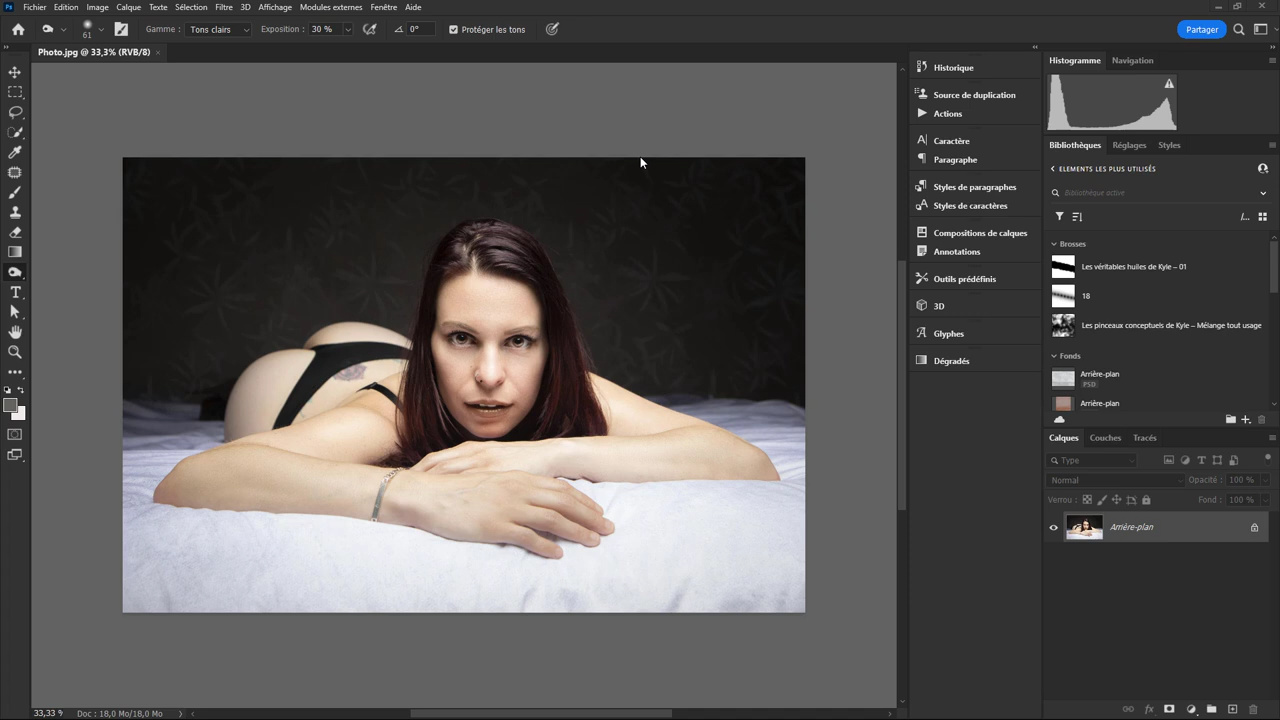 Ps Fichier Edition Image Calque Texte Sélection Filtre 3D Affichage Modules externes Fenêtre Aide
61 Gamme : Tons clairs Exposition : 30 % 0° Protéger les tons Partager
Photo.jpg @ 33,3% (RVB/8) ×
Historique
Source de duplication
Actions
Caractère
Paragraphe
Styles de paragraphes
Styles de caractères
Compositions de calques
Annotations
Outils prédéfinis
3D
Glyphes
Dégradés
Histogramme Navigation
Bibliothèques Réglages Styles
ELEMENTS LES PLUS UTILISÉS
Bibliothèque active
Brosses
Les véritables huiles de Kyle – 01
18
Les pinceaux conceptuels de Kyle – Mélange tout usage
Fonds
Arrière-plan
PSD
Arrière-plan
Calques Couches Tracés
Type
Normal Opacité : 100 %
Verrou : Fond : 100 %
Arrière-plan
33,33 % Doc : 18,0 Mo/18,0 Mo
fx